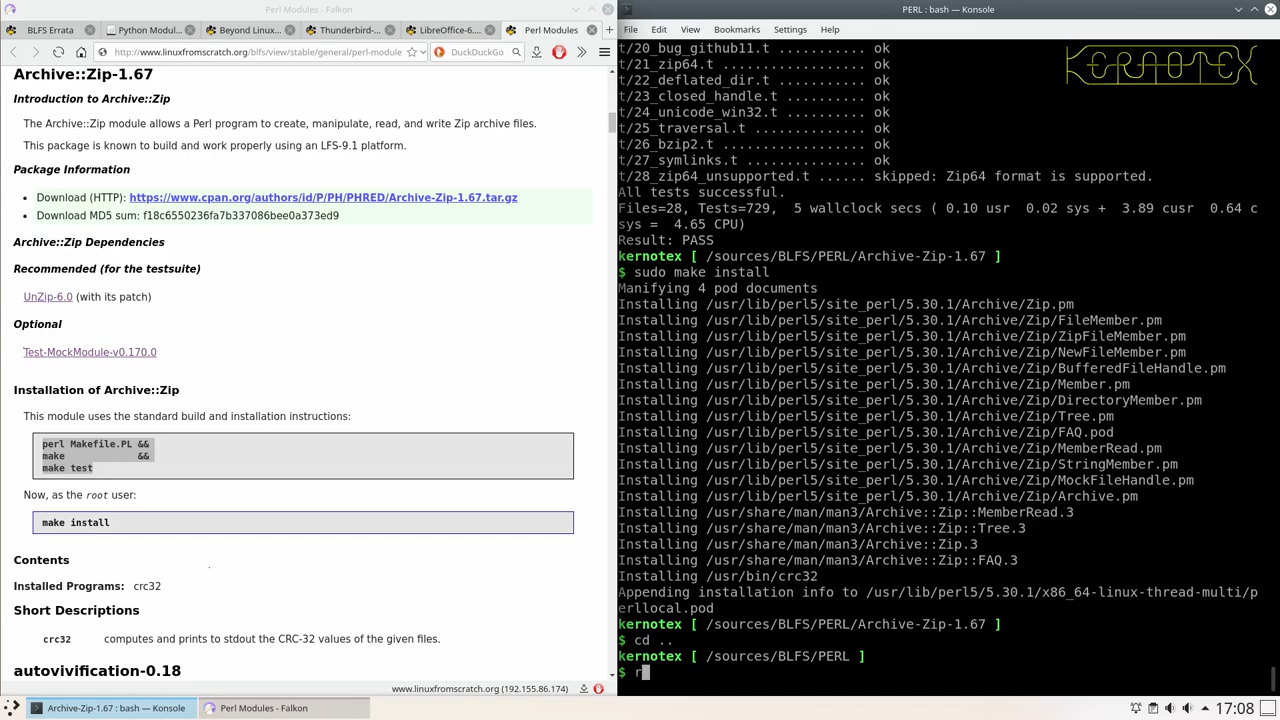 Perl Modules — Falkon
BLFS Errata
Python Modul…
Beyond Linux…
Thunderbird-…
LibreOffice-6.…
Perl Modules
http://www.linuxfromscratch.org/blfs/view/stable/general/perl-module
DuckDuckGo
Archive::Zip-1.67
Introduction to Archive::Zip
The Archive::Zip module allows a Perl program to create, manipulate, read, and write Zip archive files.
This package is known to build and work properly using an LFS-9.1 platform.
Package Information
• Download (HTTP): https://www.cpan.org/authors/id/P/PH/PHRED/Archive-Zip-1.67.tar.gz
• Download MD5 sum: f18c6550236fa7b337086bee0a373ed9
Archive::Zip Dependencies
Recommended (for the testsuite)
UnZip-6.0 (with its patch)
Optional
Test-MockModule-v0.170.0
Installation of Archive::Zip
This module uses the standard build and installation instructions:
perl Makefile.PL &&
make &&
make test
Now, as the root user:
make install
Contents
Installed Programs: crc32
Short Descriptions
crc32 computes and prints to stdout the CRC-32 values of the given files.
autovivification-0.18
www.linuxfromscratch.org (192.155.86.174)
PERL : bash — Konsole
File Edit View Bookmarks Settings Help
KERNOTEX
t/20_bug_github11.t ........... ok
t/21_zip64.t .................. ok
t/22_deflated_dir.t ........... ok
t/23_closed_handle.t .......... ok
t/24_unicode_win32.t .......... ok
t/25_traversal.t .............. ok
t/26_bzip2.t .................. ok
t/27_symlinks.t ............... ok
t/28_zip64_unsupported.t ...... skipped: Zip64 format is supported.
All tests successful.
Files=28, Tests=729, 5 wallclock secs ( 0.10 usr 0.02 sys + 3.89 cusr 0.64 c
sys = 4.65 CPU)
Result: PASS
kernotex [ /sources/BLFS/PERL/Archive-Zip-1.67 ]
$ sudo make install
Manifying 4 pod documents
Installing /usr/lib/perl5/site_perl/5.30.1/Archive/Zip.pm
Installing /usr/lib/perl5/site_perl/5.30.1/Archive/Zip/FileMember.pm
Installing /usr/lib/perl5/site_perl/5.30.1/Archive/Zip/ZipFileMember.pm
Installing /usr/lib/perl5/site_perl/5.30.1/Archive/Zip/NewFileMember.pm
Installing /usr/lib/perl5/site_perl/5.30.1/Archive/Zip/BufferedFileHandle.pm
Installing /usr/lib/perl5/site_perl/5.30.1/Archive/Zip/Member.pm
Installing /usr/lib/perl5/site_perl/5.30.1/Archive/Zip/DirectoryMember.pm
Installing /usr/lib/perl5/site_perl/5.30.1/Archive/Zip/Tree.pm
Installing /usr/lib/perl5/site_perl/5.30.1/Archive/Zip/FAQ.pod
Installing /usr/lib/perl5/site_perl/5.30.1/Archive/Zip/MemberRead.pm
Installing /usr/lib/perl5/site_perl/5.30.1/Archive/Zip/StringMember.pm
Installing /usr/lib/perl5/site_perl/5.30.1/Archive/Zip/MockFileHandle.pm
Installing /usr/lib/perl5/site_perl/5.30.1/Archive/Zip/Archive.pm
Installing /usr/share/man/man3/Archive::Zip::MemberRead.3
Installing /usr/share/man/man3/Archive::Zip::Tree.3
Installing /usr/share/man/man3/Archive::Zip.3
Installing /usr/share/man/man3/Archive::Zip::FAQ.3
Installing /usr/bin/crc32
Appending installation info to /usr/lib/perl5/5.30.1/x86_64-linux-thread-multi/p
erllocal.pod
kernotex [ /sources/BLFS/PERL/Archive-Zip-1.67 ]
$ cd ..
kernotex [ /sources/BLFS/PERL ]
$ r
Archive-Zip-1.67 : bash — Konsole
Perl Modules — Falkon
17:08